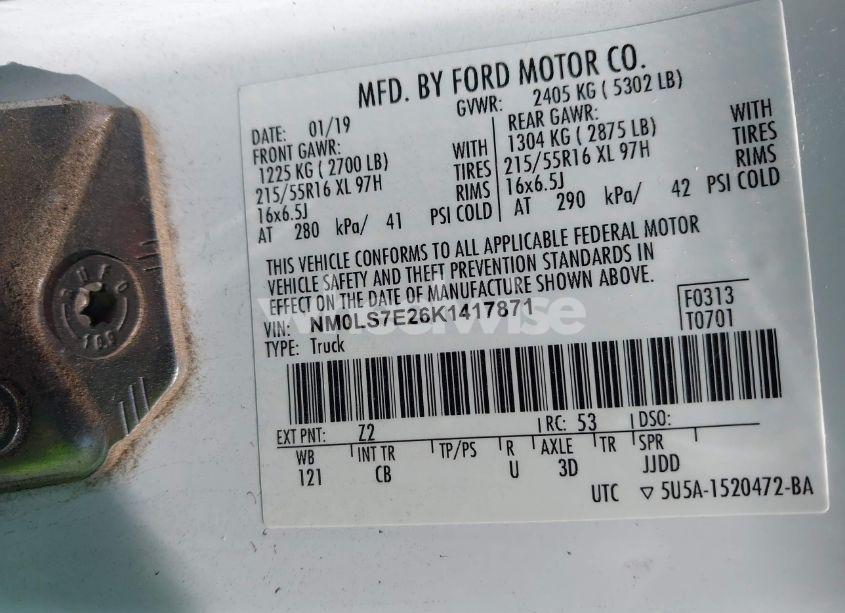 MFD. BY FORD MOTOR CO.
DATE: 01/19 GVWR: 2405 KG ( 5302 LB)
FRONT GAWR: REAR GAWR:
1225 KG ( 2700 LB) WITH 1304 KG ( 2875 LB) WITH
215/55R16 XL 97H TIRES 215/55R16 XL 97H TIRES
16x6.5J RIMS 16x6.5J RIMS
AT 280 kPa/ 41 PSI COLD AT 290 kPa/ 42 PSI COLD
THIS VEHICLE CONFORMS TO ALL APPLICABLE FEDERAL MOTOR
VEHICLE SAFETY AND THEFT PREVENTION STANDARDS IN
EFFECT ON THE DATE OF MANUFACTURE SHOWN ABOVE.
VIN: NM0LS7E26K1417871 F0313
TYPE: Truck T0701
EXT PNT: Z2 RC: 53 DSO:
WB INT TR TP/PS R AXLE TR SPR
121 CB U 3D JJDD
UTC ▽ 5U5A-1520472-BA